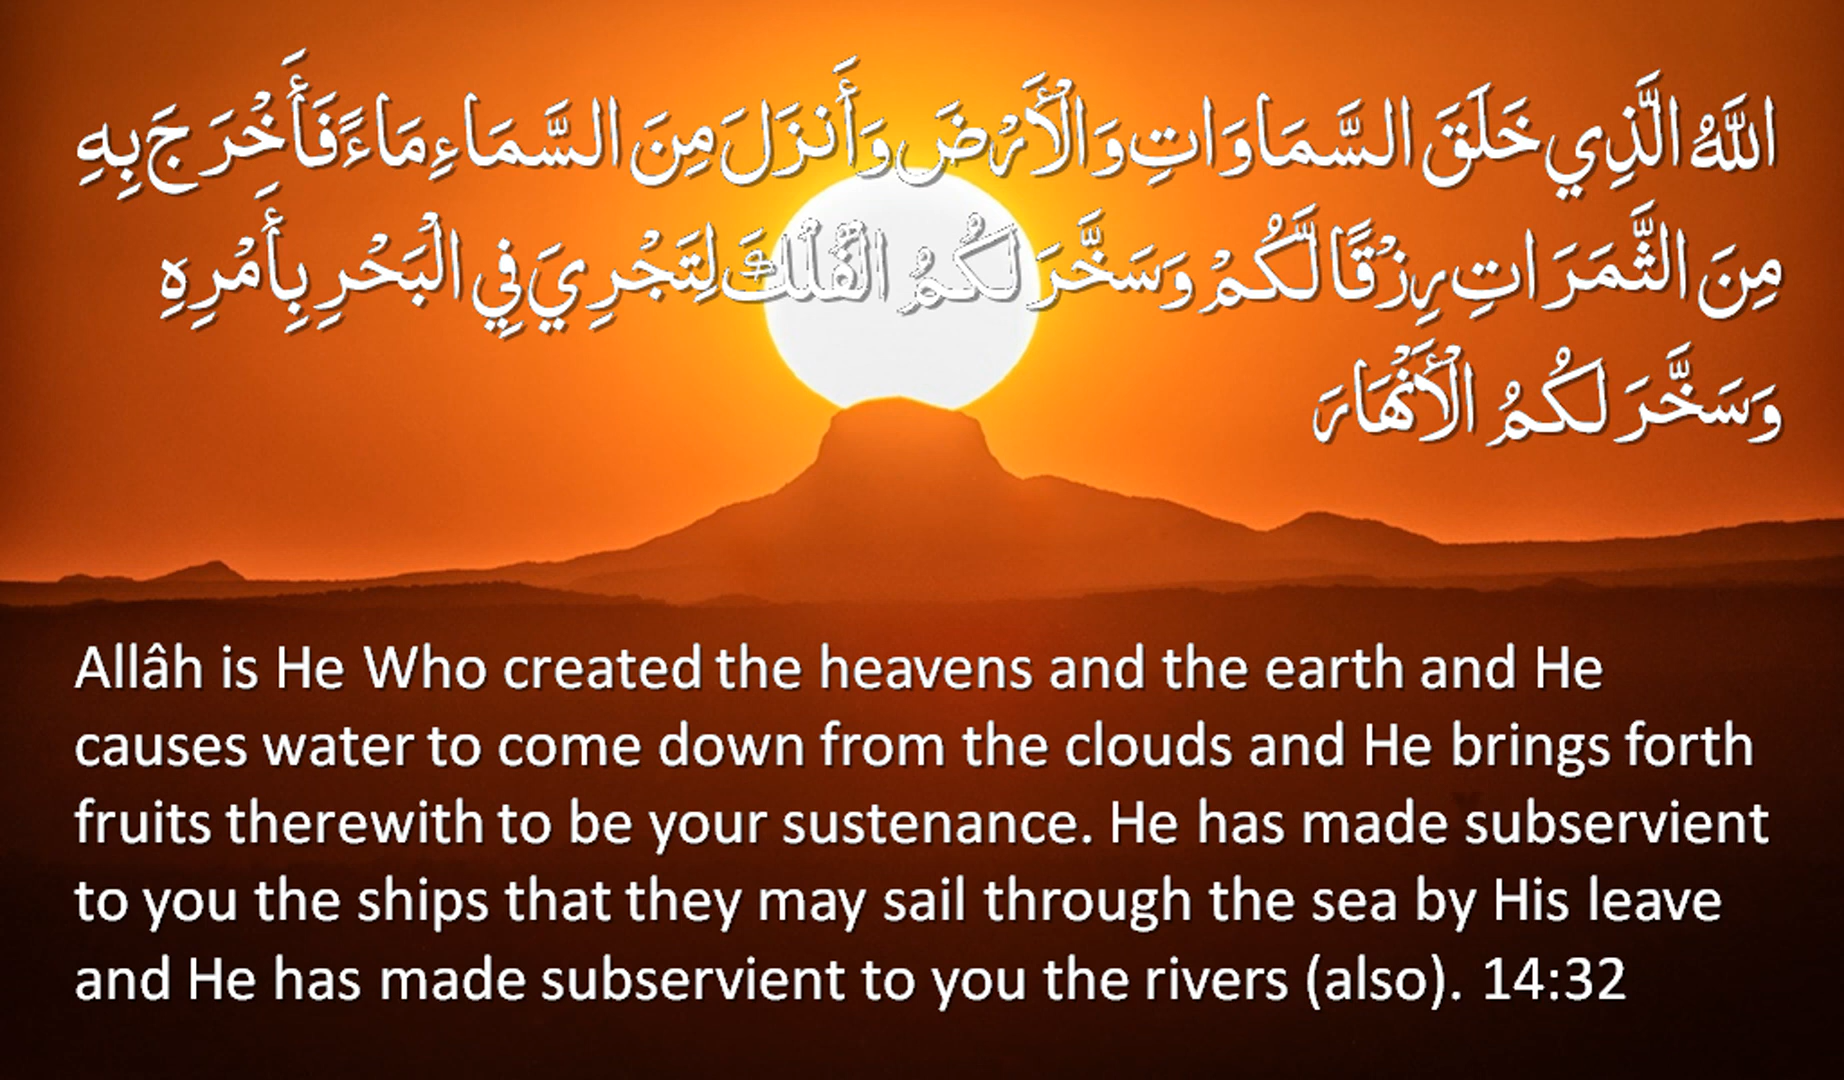 اللَّهُ الَّذِي خَلَقَ السَّمَاوَاتِ وَالْأَرْضَ وَأَنزَلَ مِنَ السَّمَاءِ مَاءً فَأَخْرَجَ بِهِ
مِنَ الثَّمَرَاتِ رِزْقًا لَّكُمْ وَسَخَّرَ لَكُمُ الْفُلْكَ لِتَجْرِيَ فِي الْبَحْرِ بِأَمْرِهِ
وَسَخَّرَ لَكُمُ الْأَنْهَارَ
Allâh is He Who created the heavens and the earth and He
causes water to come down from the clouds and He brings forth
fruits therewith to be your sustenance. He has made subservient
to you the ships that they may sail through the sea by His leave
and He has made subservient to you the rivers (also). 14:32